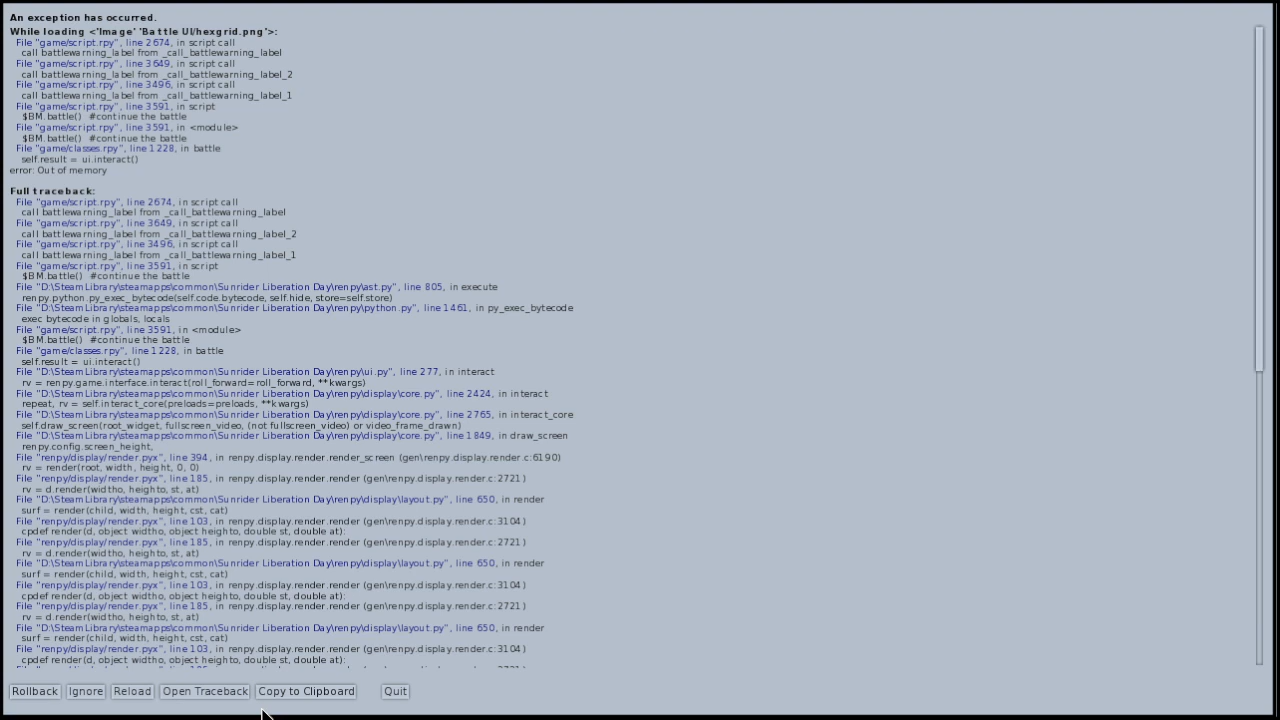 An exception has occurred.
While loading <'Image' 'Battle UI/hexgrid.png'>:
File "game/script.rpy", line 2674, in script call
call battlewarning_label from _call_battlewarning_label
File "game/script.rpy", line 3649, in script call
call battlewarning_label from _call_battlewarning_label_2
File "game/script.rpy", line 3496, in script call
call battlewarning_label from _call_battlewarning_label_1
File "game/script.rpy", line 3591, in script
$BM.battle()  #continue the battle
File "game/script.rpy", line 3591, in <module>
$BM.battle()  #continue the battle
File "game/classes.rpy", line 1228, in battle
self.result = ui.interact()
error: Out of memory
Full traceback:
File "game/script.rpy", line 2674, in script call
call battlewarning_label from _call_battlewarning_label
File "game/script.rpy", line 3649, in script call
call battlewarning_label from _call_battlewarning_label_2
File "game/script.rpy", line 3496, in script call
call battlewarning_label from _call_battlewarning_label_1
File "game/script.rpy", line 3591, in script
$BM.battle()  #continue the battle
File "D:\SteamLibrary\steamapps\common\Sunrider Liberation Day\renpy\ast.py", line 805, in execute
renpy.python.py_exec_bytecode(self.code.bytecode, self.hide, store=self.store)
File "D:\SteamLibrary\steamapps\common\Sunrider Liberation Day\renpy\python.py", line 1461, in py_exec_bytecode
exec bytecode in globals, locals
File "game/script.rpy", line 3591, in <module>
$BM.battle()  #continue the battle
File "game/classes.rpy", line 1228, in battle
self.result = ui.interact()
File "D:\SteamLibrary\steamapps\common\Sunrider Liberation Day\renpy\ui.py", line 277, in interact
rv = renpy.game.interface.interact(roll_forward=roll_forward, **kwargs)
File "D:\SteamLibrary\steamapps\common\Sunrider Liberation Day\renpy\display\core.py", line 2424, in interact
repeat, rv = self.interact_core(preloads=preloads, **kwargs)
File "D:\SteamLibrary\steamapps\common\Sunrider Liberation Day\renpy\display\core.py", line 2765, in interact_core
self.draw_screen(root_widget, fullscreen_video, (not fullscreen_video) or video_frame_drawn)
File "D:\SteamLibrary\steamapps\common\Sunrider Liberation Day\renpy\display\core.py", line 1849, in draw_screen
renpy.config.screen_height,
File "renpy/display/render.pyx", line 394, in renpy.display.render.render_screen (gen\renpy.display.render.c:6190)
rv = render(root, width, height, 0, 0)
File "renpy/display/render.pyx", line 185, in renpy.display.render.render (gen\renpy.display.render.c:2721)
rv = d.render(widtho, heighto, st, at)
File "D:\SteamLibrary\steamapps\common\Sunrider Liberation Day\renpy\display\layout.py", line 650, in render
surf = render(child, width, height, cst, cat)
File "renpy/display/render.pyx", line 103, in renpy.display.render.render (gen\renpy.display.render.c:3104)
cpdef render(d, object widtho, object heighto, double st, double at):
File "renpy/display/render.pyx", line 185, in renpy.display.render.render (gen\renpy.display.render.c:2721)
rv = d.render(widtho, heighto, st, at)
File "D:\SteamLibrary\steamapps\common\Sunrider Liberation Day\renpy\display\layout.py", line 650, in render
surf = render(child, width, height, cst, cat)
File "renpy/display/render.pyx", line 103, in renpy.display.render.render (gen\renpy.display.render.c:3104)
cpdef render(d, object widtho, object heighto, double st, double at):
File "renpy/display/render.pyx", line 185, in renpy.display.render.render (gen\renpy.display.render.c:2721)
rv = d.render(widtho, heighto, st, at)
File "D:\SteamLibrary\steamapps\common\Sunrider Liberation Day\renpy\display\layout.py", line 650, in render
surf = render(child, width, height, cst, cat)
File "renpy/display/render.pyx", line 103, in renpy.display.render.render (gen\renpy.display.render.c:3104)
cpdef render(d, object widtho, object heighto, double st, double at):
Rollback Ignore Reload Open Traceback Copy to Clipboard Quit